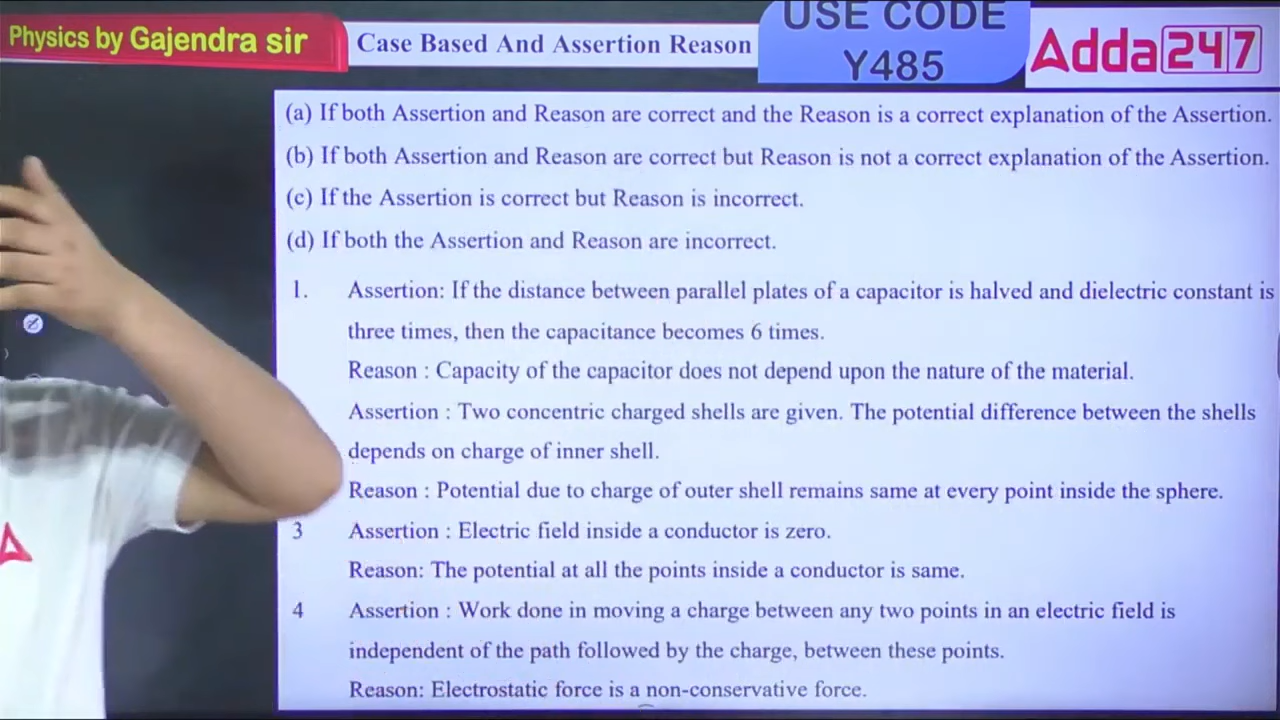 Physics by Gajendra sir
Case Based And Assertion Reason
USE CODE
Y485
Adda247
(a) If both Assertion and Reason are correct and the Reason is a correct explanation of the Assertion.
(b) If both Assertion and Reason are correct but Reason is not a correct explanation of the Assertion.
(c) If the Assertion is correct but Reason is incorrect.
(d) If both the Assertion and Reason are incorrect.
1. Assertion: If the distance between parallel plates of a capacitor is halved and dielectric constant is
three times, then the capacitance becomes 6 times.
Reason : Capacity of the capacitor does not depend upon the nature of the material.
Assertion : Two concentric charged shells are given. The potential difference between the shells
depends on charge of inner shell.
Reason : Potential due to charge of outer shell remains same at every point inside the sphere.
3 Assertion : Electric field inside a conductor is zero.
Reason: The potential at all the points inside a conductor is same.
4 Assertion : Work done in moving a charge between any two points in an electric field is
independent of the path followed by the charge, between these points.
Reason: Electrostatic force is a non-conservative force.